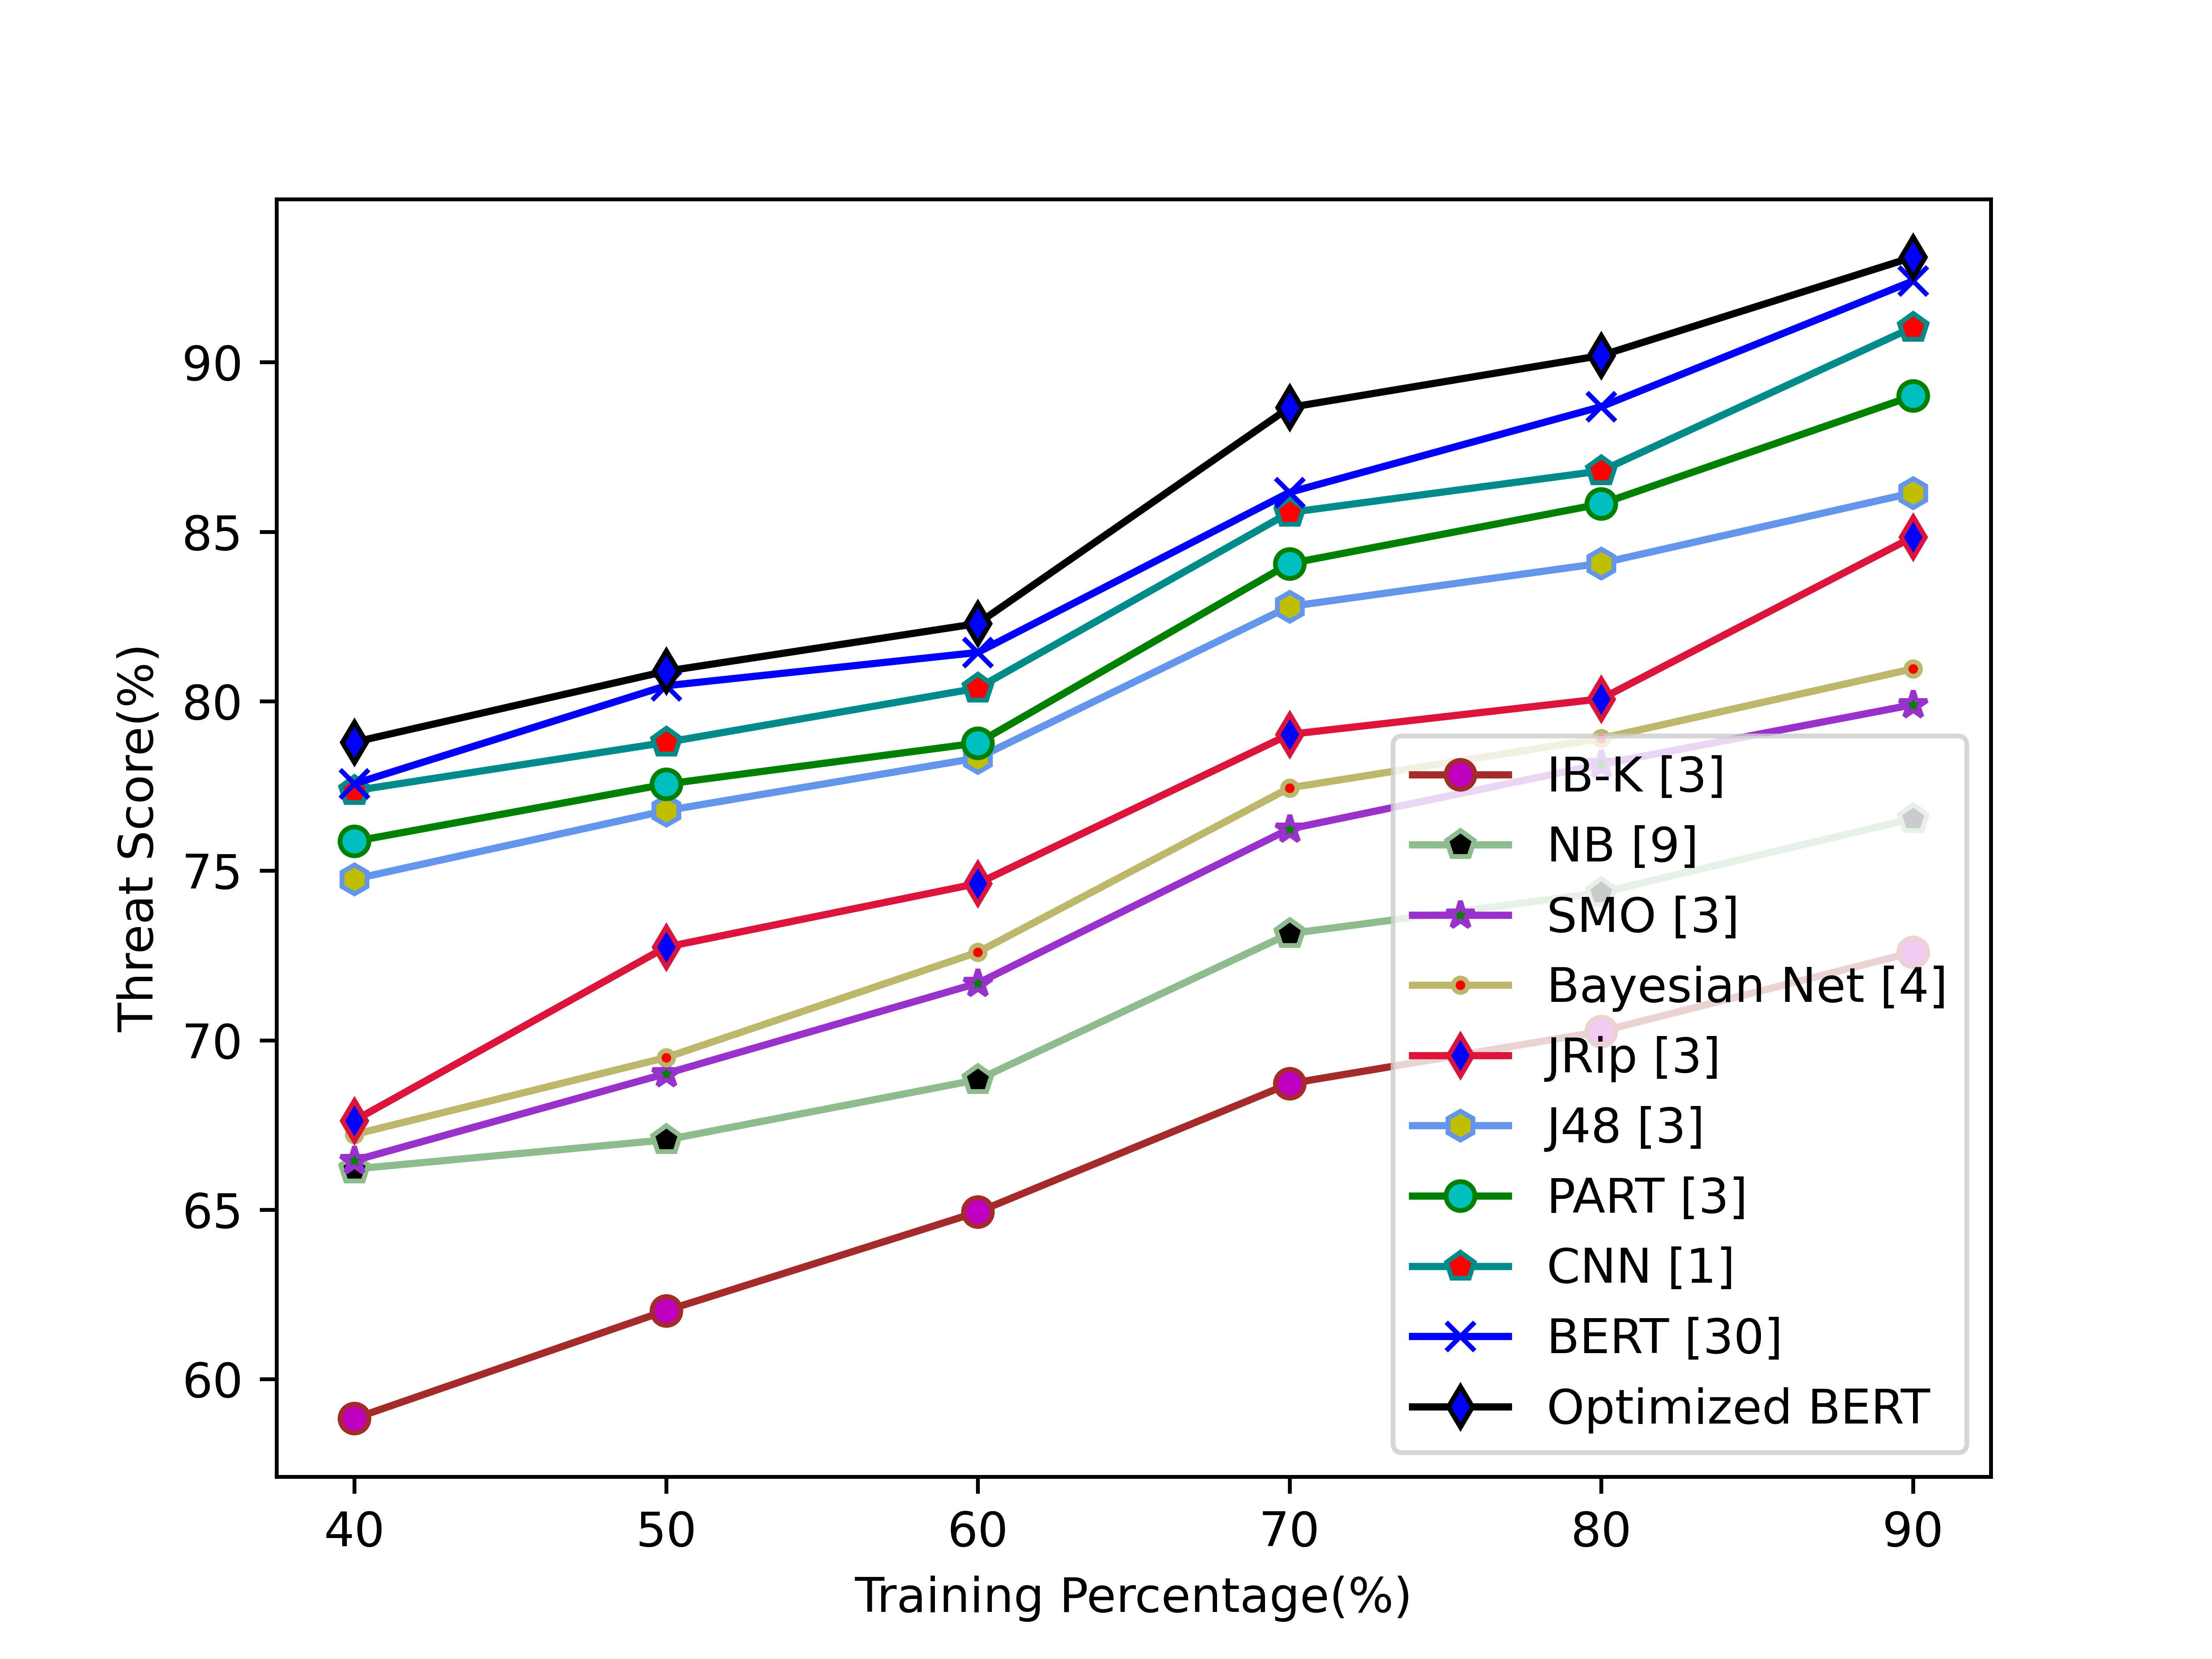 90
85
80
75
70
65
60
Threat Score(%)
IB-K [3]
NB [9]
SMO [3]
Bayesian Net [4]
JRip [3]
J48 [3]
PART [3]
CNN [1]
BERT [30]
Optimized BERT
40 50 60 70 80 90
Training Percentage(%)